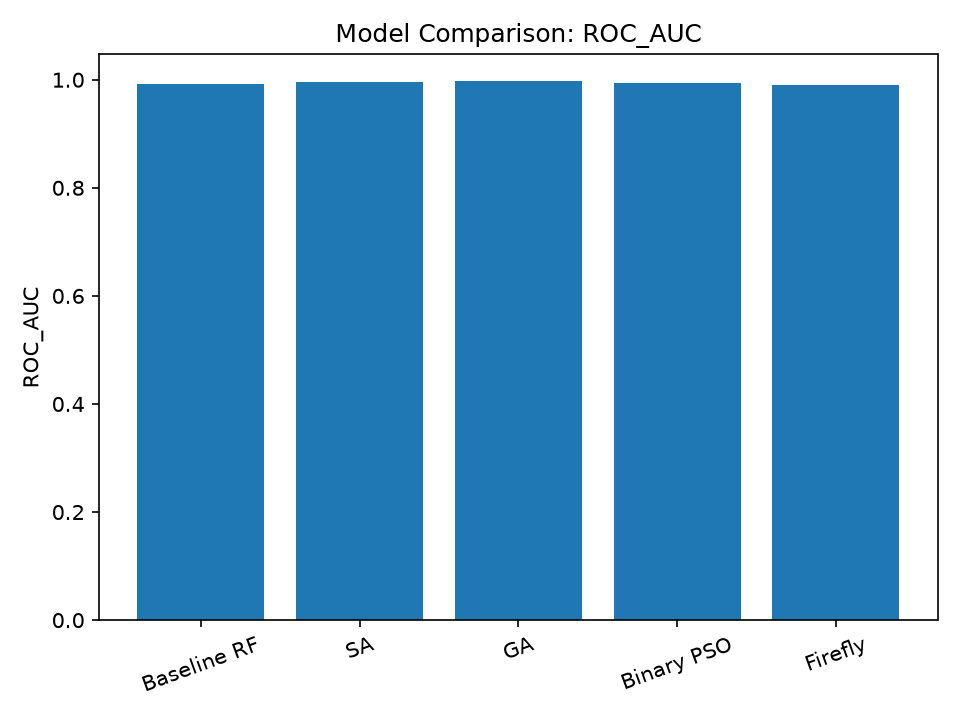 Model Comparison: ROC_AUC
ROC_AUC
1.0
0.8
0.6
0.4
0.2
0.0
Baseline RF
SA
GA
Binary PSO
Firefly